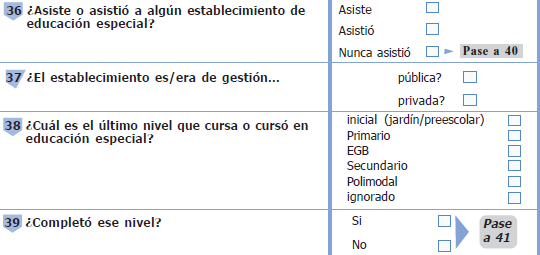 36 ¿Asiste o asistió a algún establecimiento de
educación especial?
Asiste
Asistió
Nunca asistió Pase a 40
37 ¿El establecimiento es/era de gestión...
pública?
privada?
38 ¿Cuál es el último nivel que cursa o cursó en
educación especial?
inicial (jardín/preescolar)
Primario
EGB
Secundario
Polimodal
ignorado
39 ¿Completó ese nivel?
Si
No
Pase
a 41